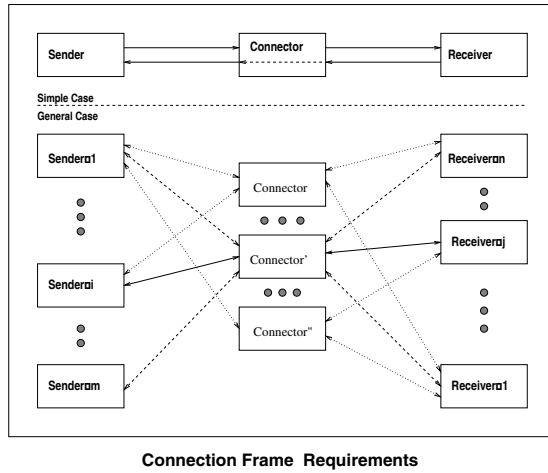 Sender
Connector
Receiver
Simple Case
General Case
Sender¤1
Receiver¤n
Connector
Receiver¤j
Connector'
Sender¤i
Connector"
Sender¤m
Receiver¤1
Connection Frame Requirements